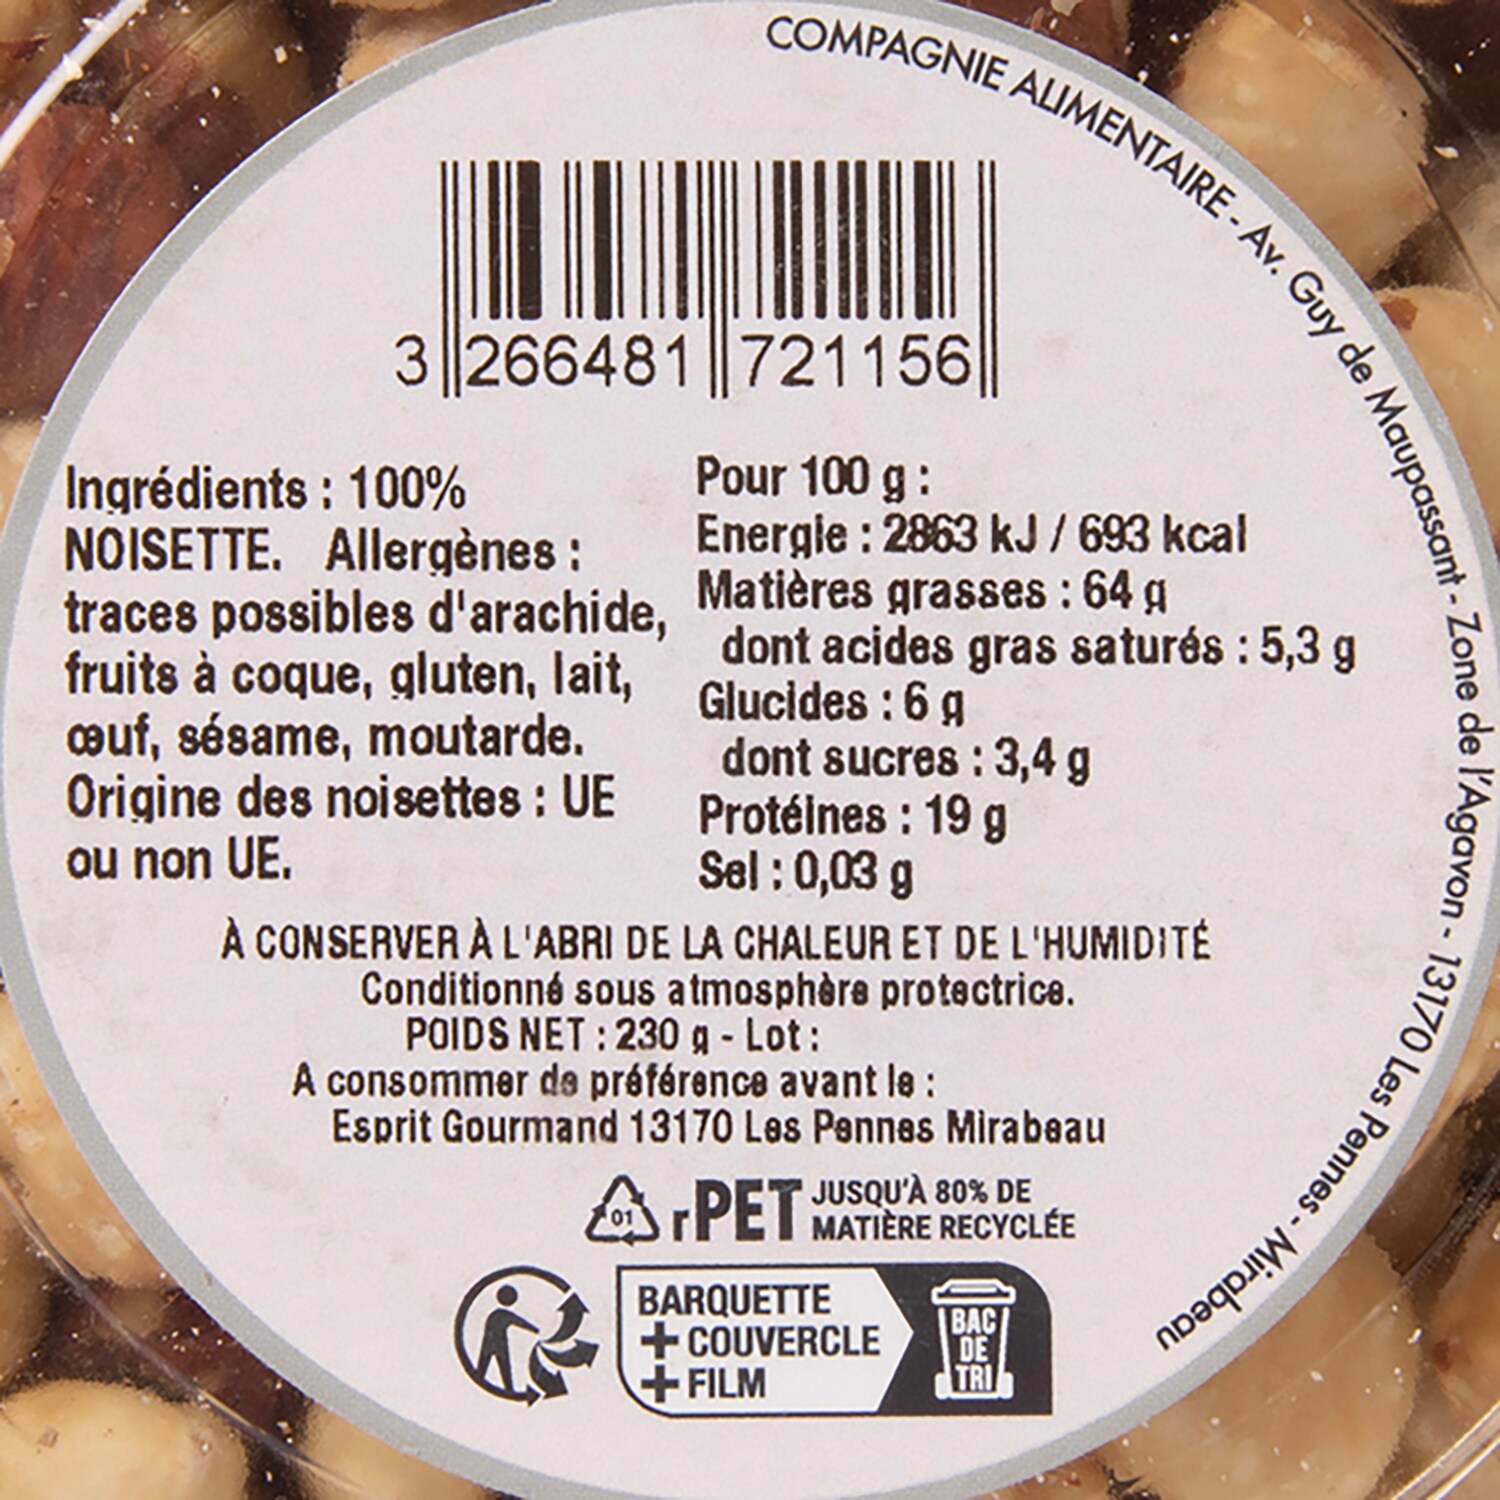 COMPAGNIE ALIMENTAIRE - Av. Guy de Maupassant - Zone de l'Agavon - 13170 Les Pennes - Mirabeau
3 266481 721156
Ingrédients : 100%
NOISETTE. Allergènes :
traces possibles d'arachide,
fruits à coque, gluten, lait,
œuf, sésame, moutarde.
Origine des noisettes : UE
ou non UE.
Pour 100 g :
Energie : 2863 kJ / 693 kcal
Matières grasses : 64 g
dont acides gras saturés : 5,3 g
Glucides : 6 g
dont sucres : 3,4 g
Protéines : 19 g
Sel : 0,03 g
À CONSERVER À L'ABRI DE LA CHALEUR ET DE L'HUMIDITÉ
Conditionné sous atmosphère protectrice.
POIDS NET : 230 g - Lot :
A consommer de préférence avant le :
Esprit Gourmand 13170 Les Pennes Mirabeau
01 rPET JUSQU'À 80% DE
MATIÈRE RECYCLÉE
BARQUETTE
+ COUVERCLE
+ FILM
BAC
DE
TRI